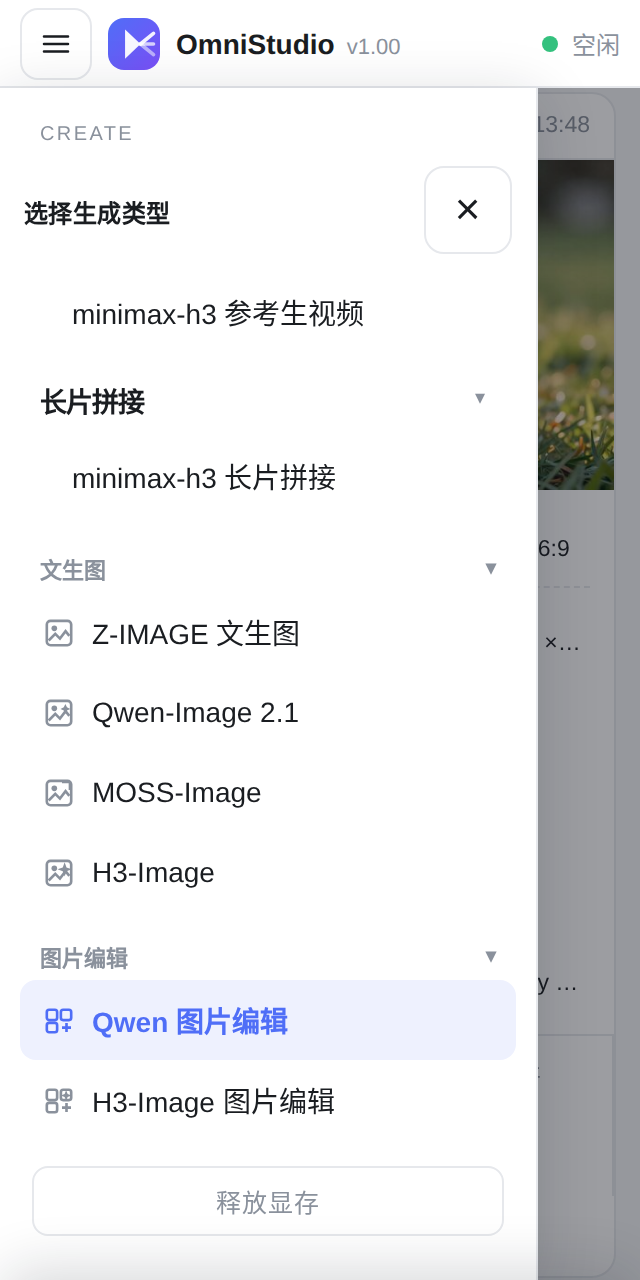 OmniStudio v1.00
空闲
CREATE
13:48
选择生成类型
minimax-h3 参考生视频
长片拼接
minimax-h3 长片拼接
6:9
文生图
Z-IMAGE 文生图
×...
Qwen-Image 2.1
MOSS-Image
H3-Image
图片编辑
y ...
Qwen 图片编辑
H3-Image 图片编辑
释放显存